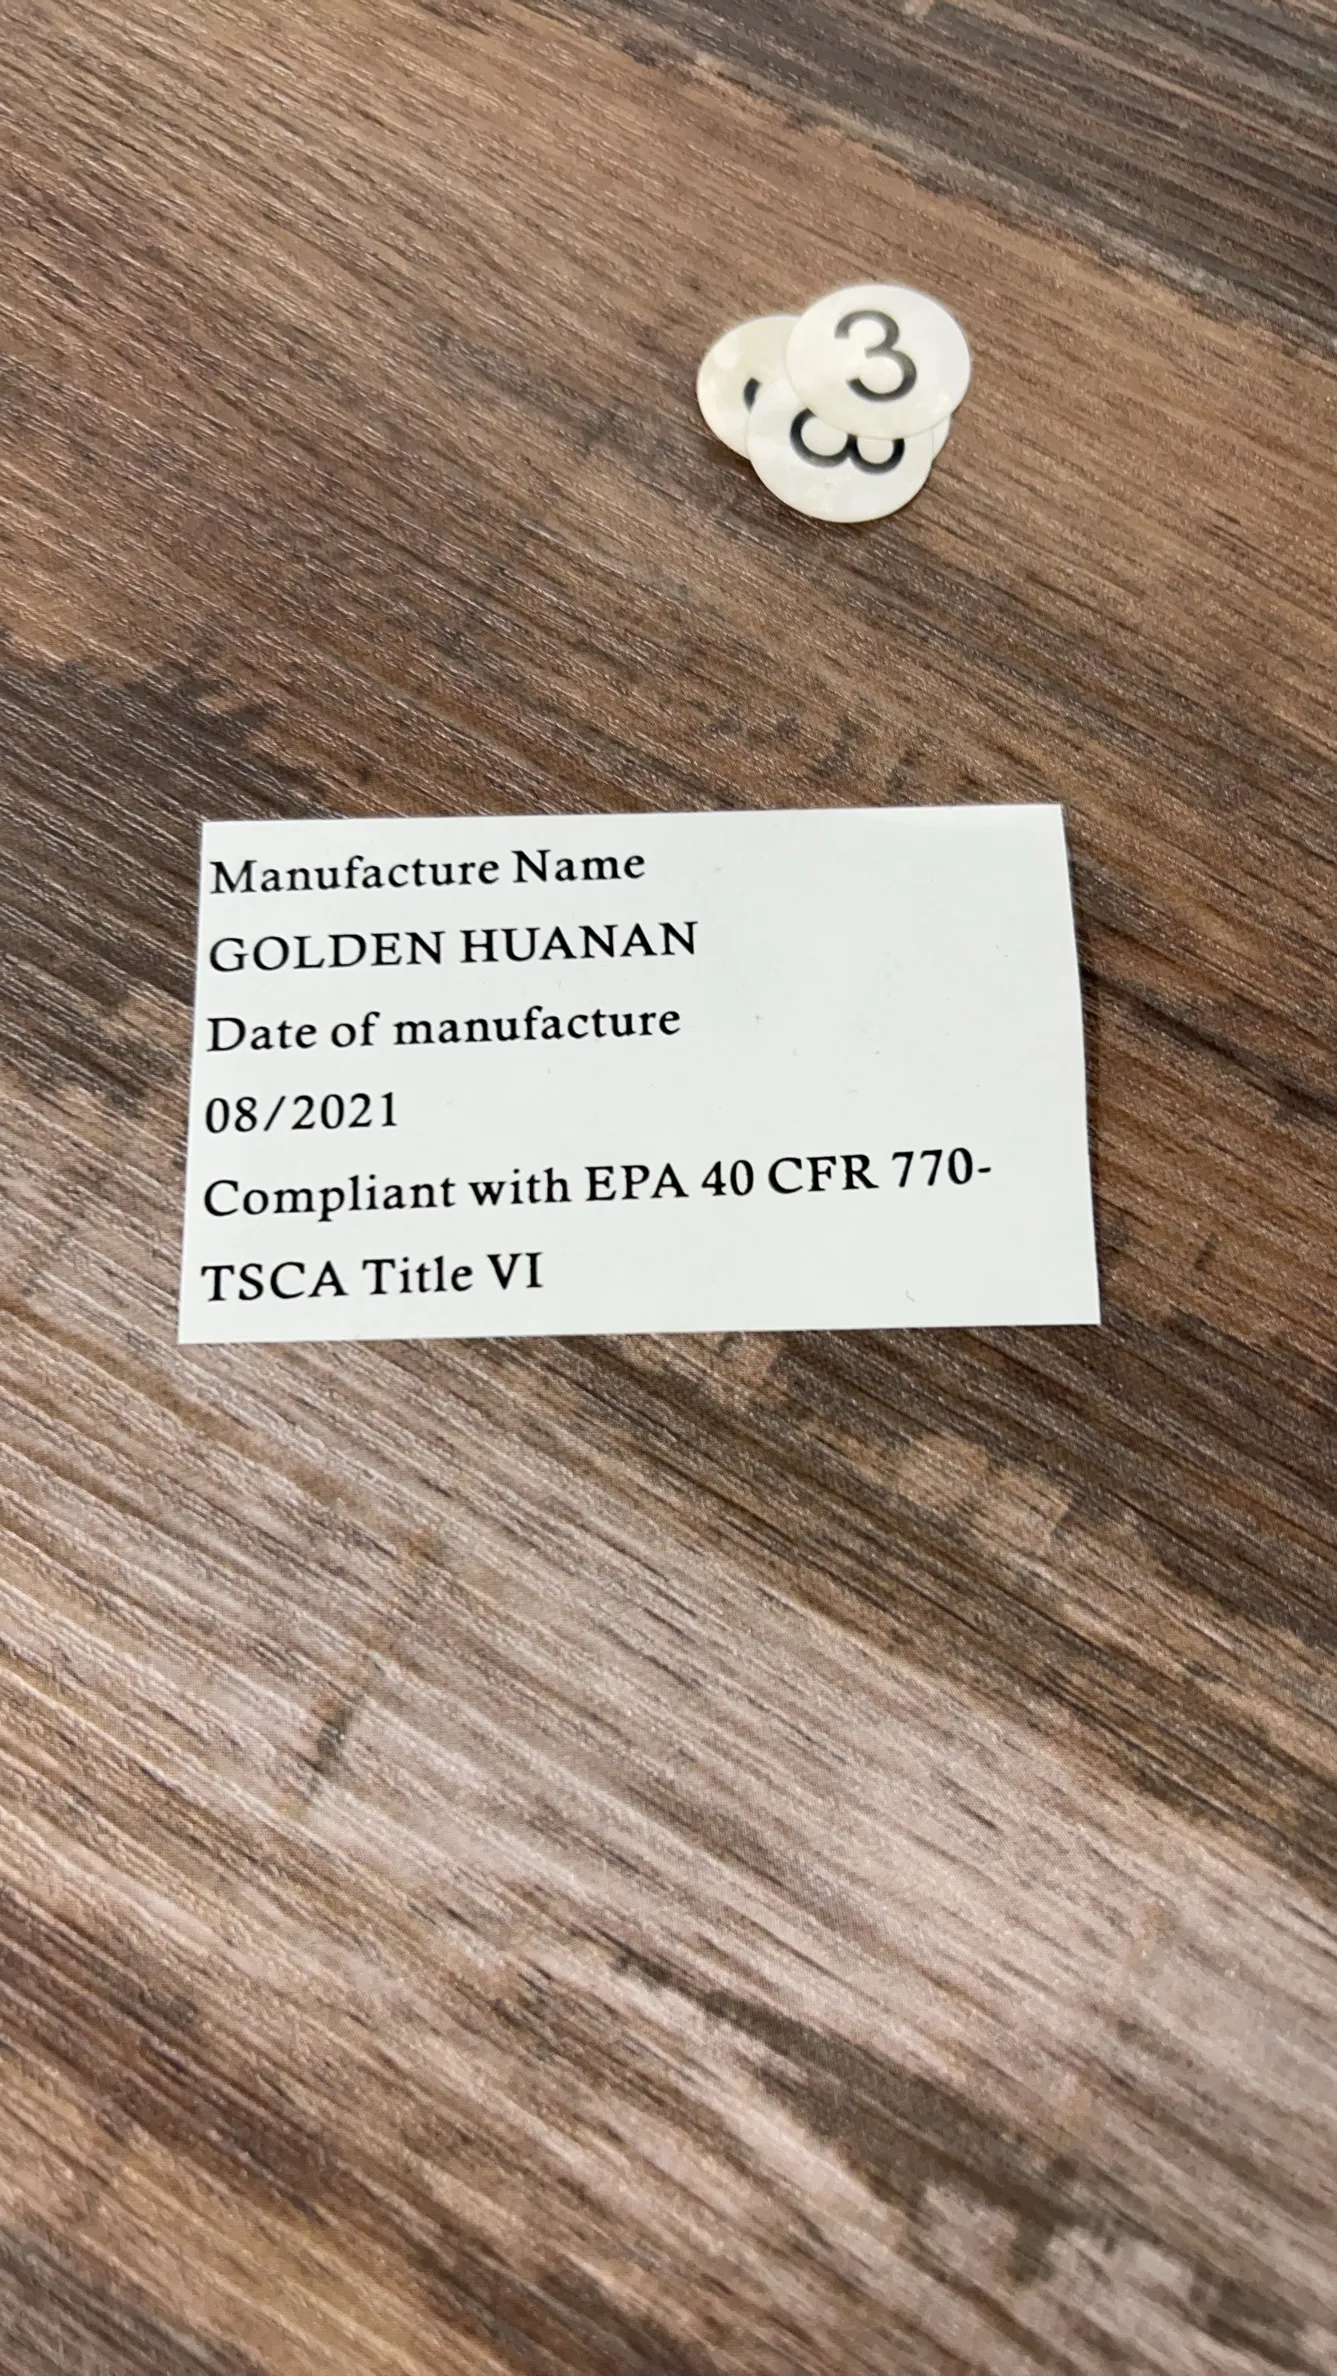 3
3
Manufacture Name
GOLDEN HUANAN
Date of manufacture
08/2021
Compliant with EPA 40 CFR 770-
TSCA Title VI